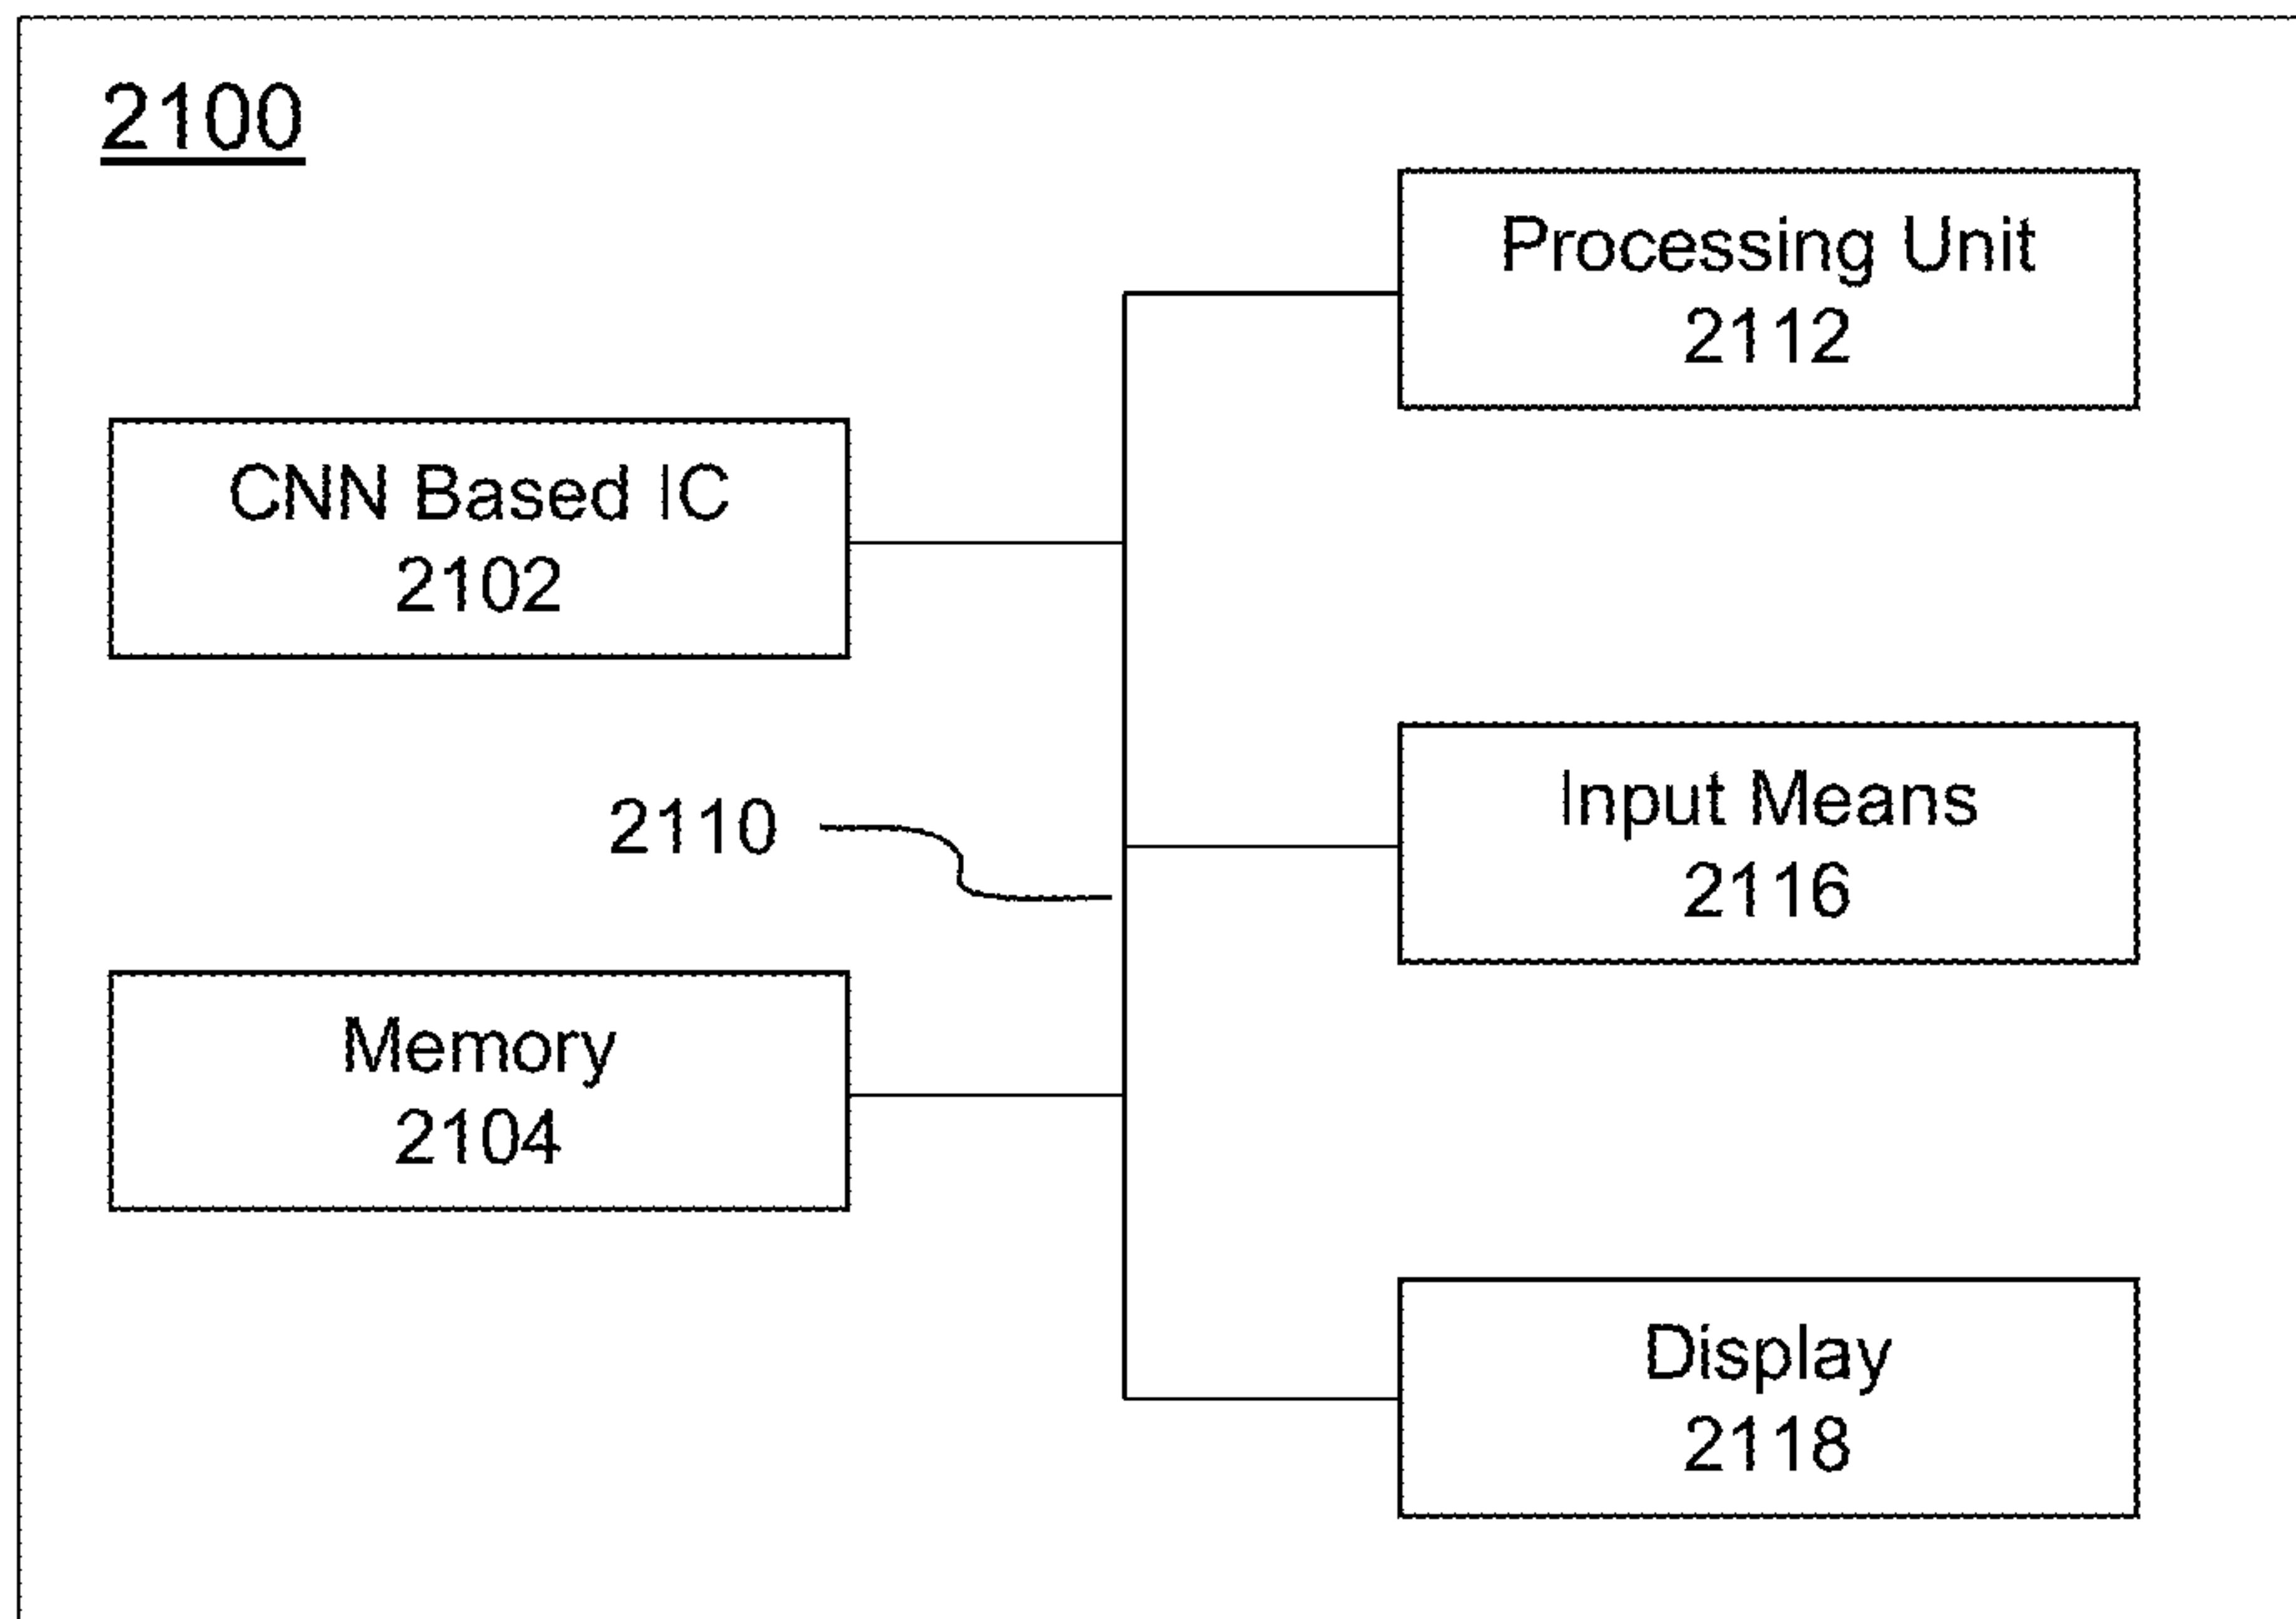 2100
Processing Unit
2112
CNN Based IC
2102
Input Means
2116
2110
Memory
2104
Display
2118